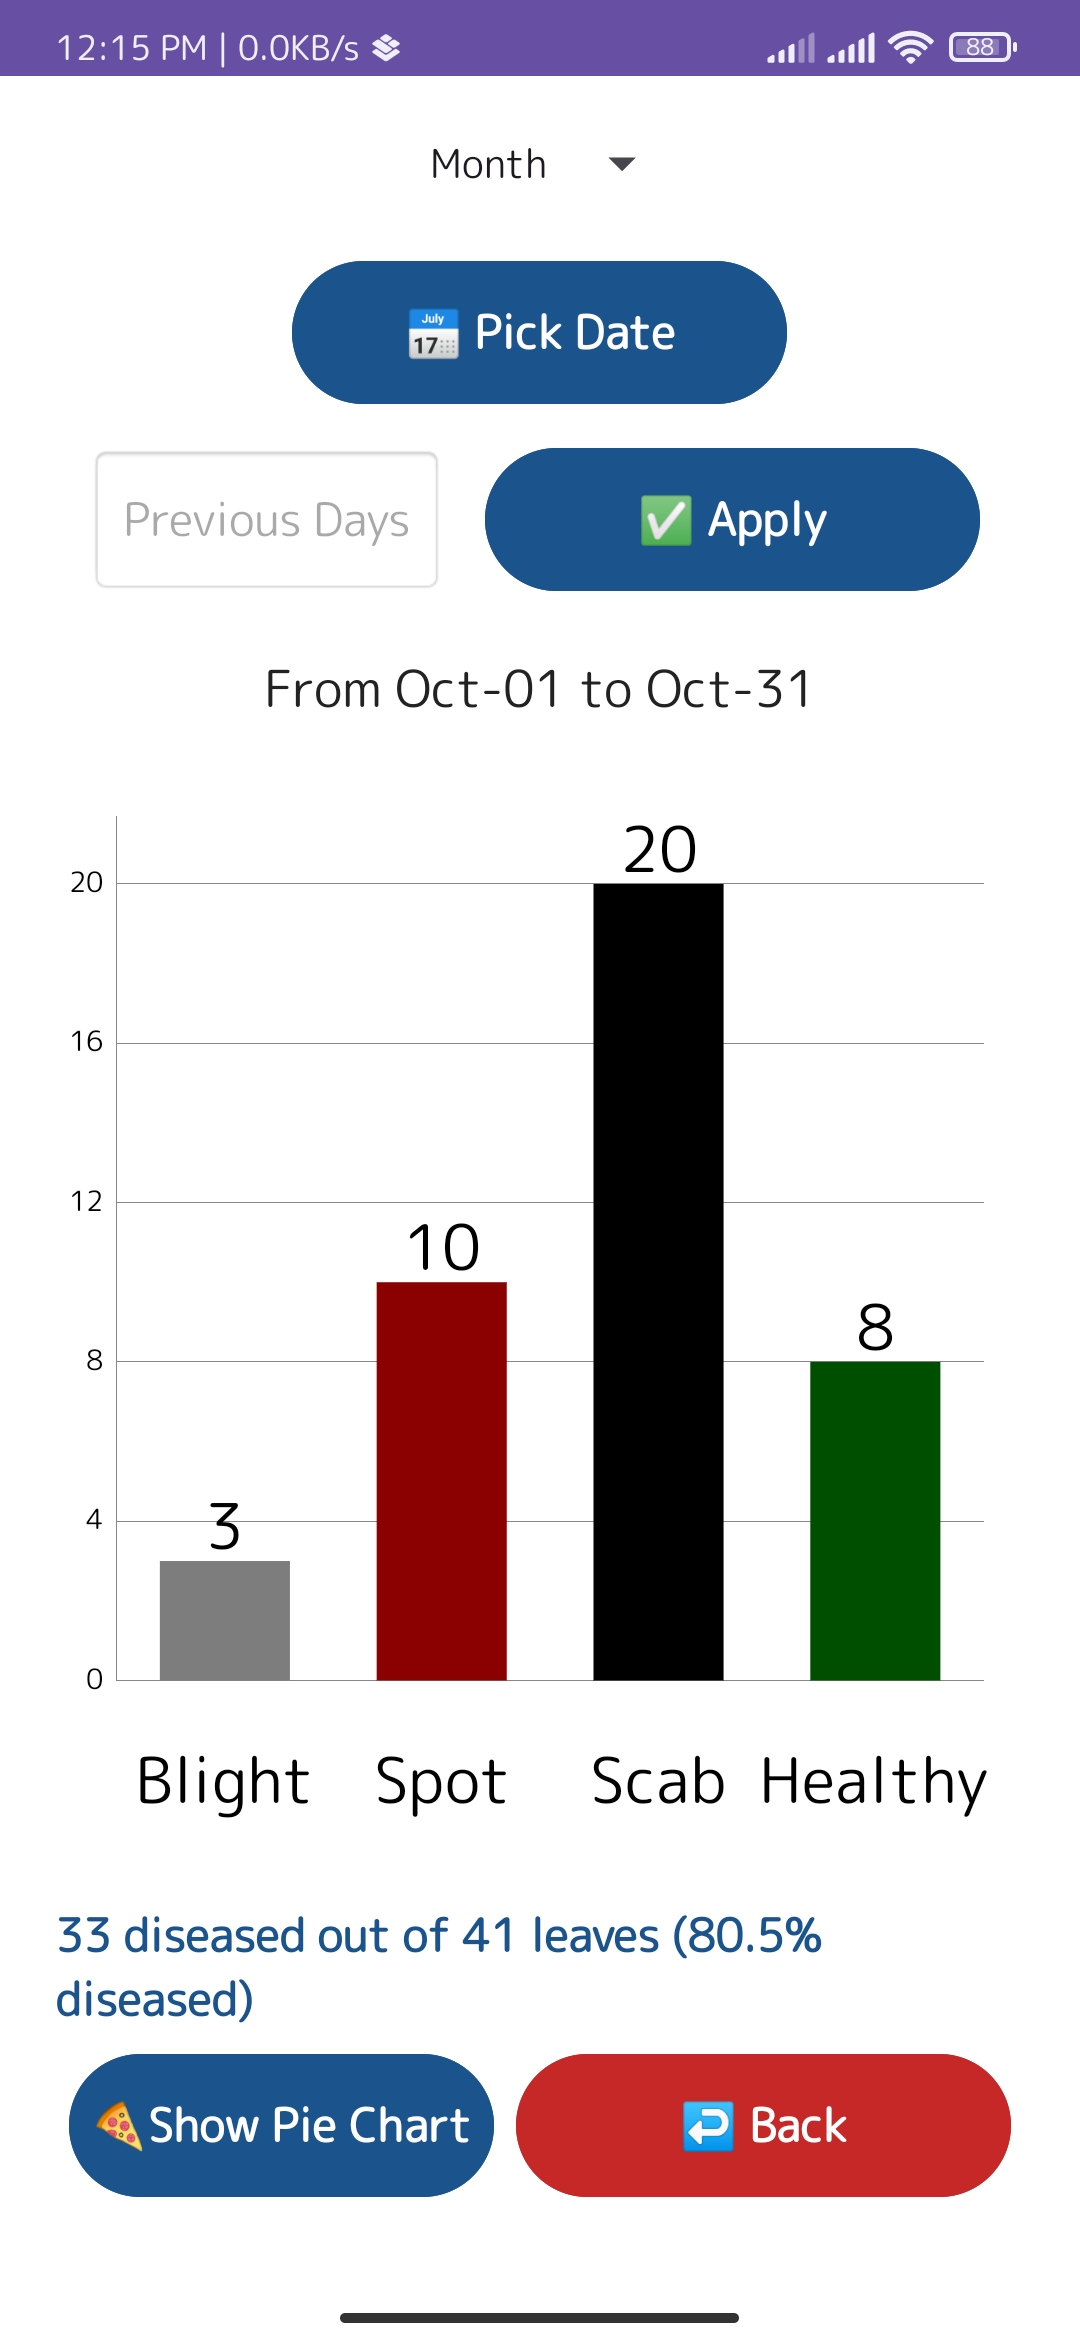 12:15 PM | 0.0KB/s
88
Month
July
17
Pick Date
Previous Days
Apply
From Oct-01 to Oct-31
20
20
16
12
10
8
8
4
3
0
Blight Spot Scab Healthy
33 diseased out of 41 leaves (80.5%
diseased)
Show Pie Chart
Back